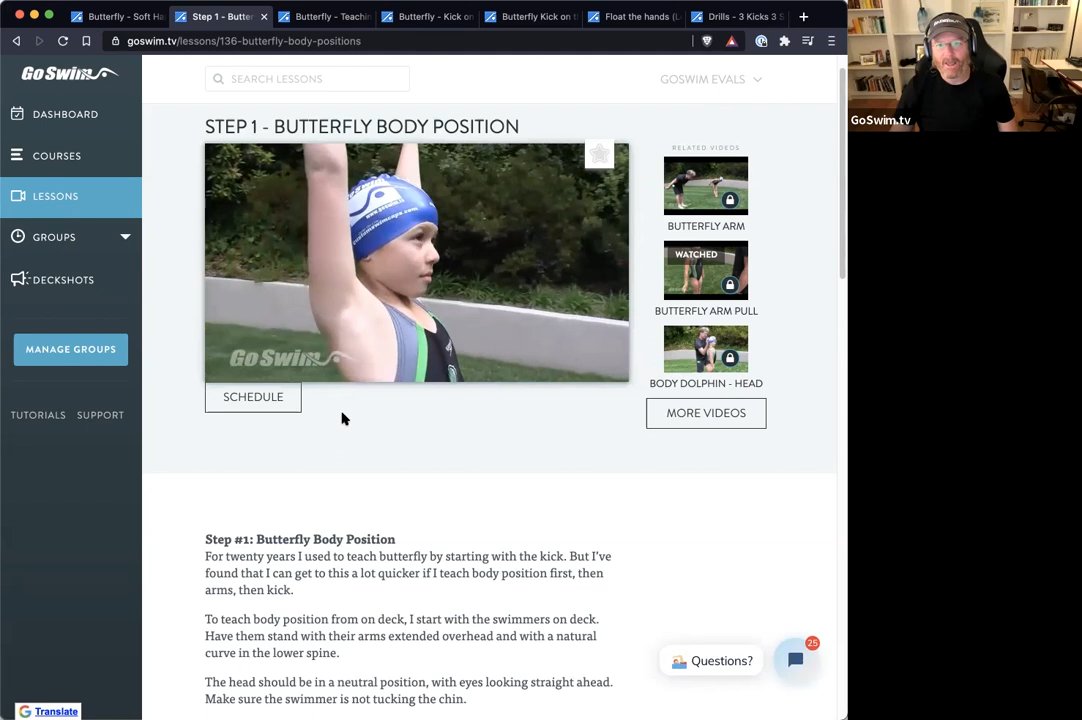 Butterfly - Soft Ha
Step 1 - Butter
Butterfly - Teachin
Butterfly - Kick on
Butterfly Kick on t
Float the hands (L
Drills - 3 Kicks 3 S
goswim.tv/lessons/136-butterfly-body-positions
GoSwim
SEARCH LESSONS
GOSWIM EVALS
DASHBOARD
COURSES
LESSONS
GROUPS
DECKSHOTS
MANAGE GROUPS
TUTORIALS SUPPORT
STEP 1 - BUTTERFLY BODY POSITION
GoSwim
SCHEDULE
RELATED VIDEOS
BUTTERFLY ARM
WATCHED
BUTTERFLY ARM PULL
BODY DOLPHIN - HEAD
MORE VIDEOS
Step #1: Butterfly Body Position
For twenty years I used to teach butterfly by starting with the kick. But I've
found that I can get to this a lot quicker if I teach body position first, then
arms, then kick.
To teach body position from on deck, I start with the swimmers on deck.
Have them stand with their arms extended overhead and with a natural
curve in the lower spine.
The head should be in a neutral position, with eyes looking straight ahead.
Make sure the swimmer is not tucking the chin.
Questions?
25
Translate
GoSwim.tv